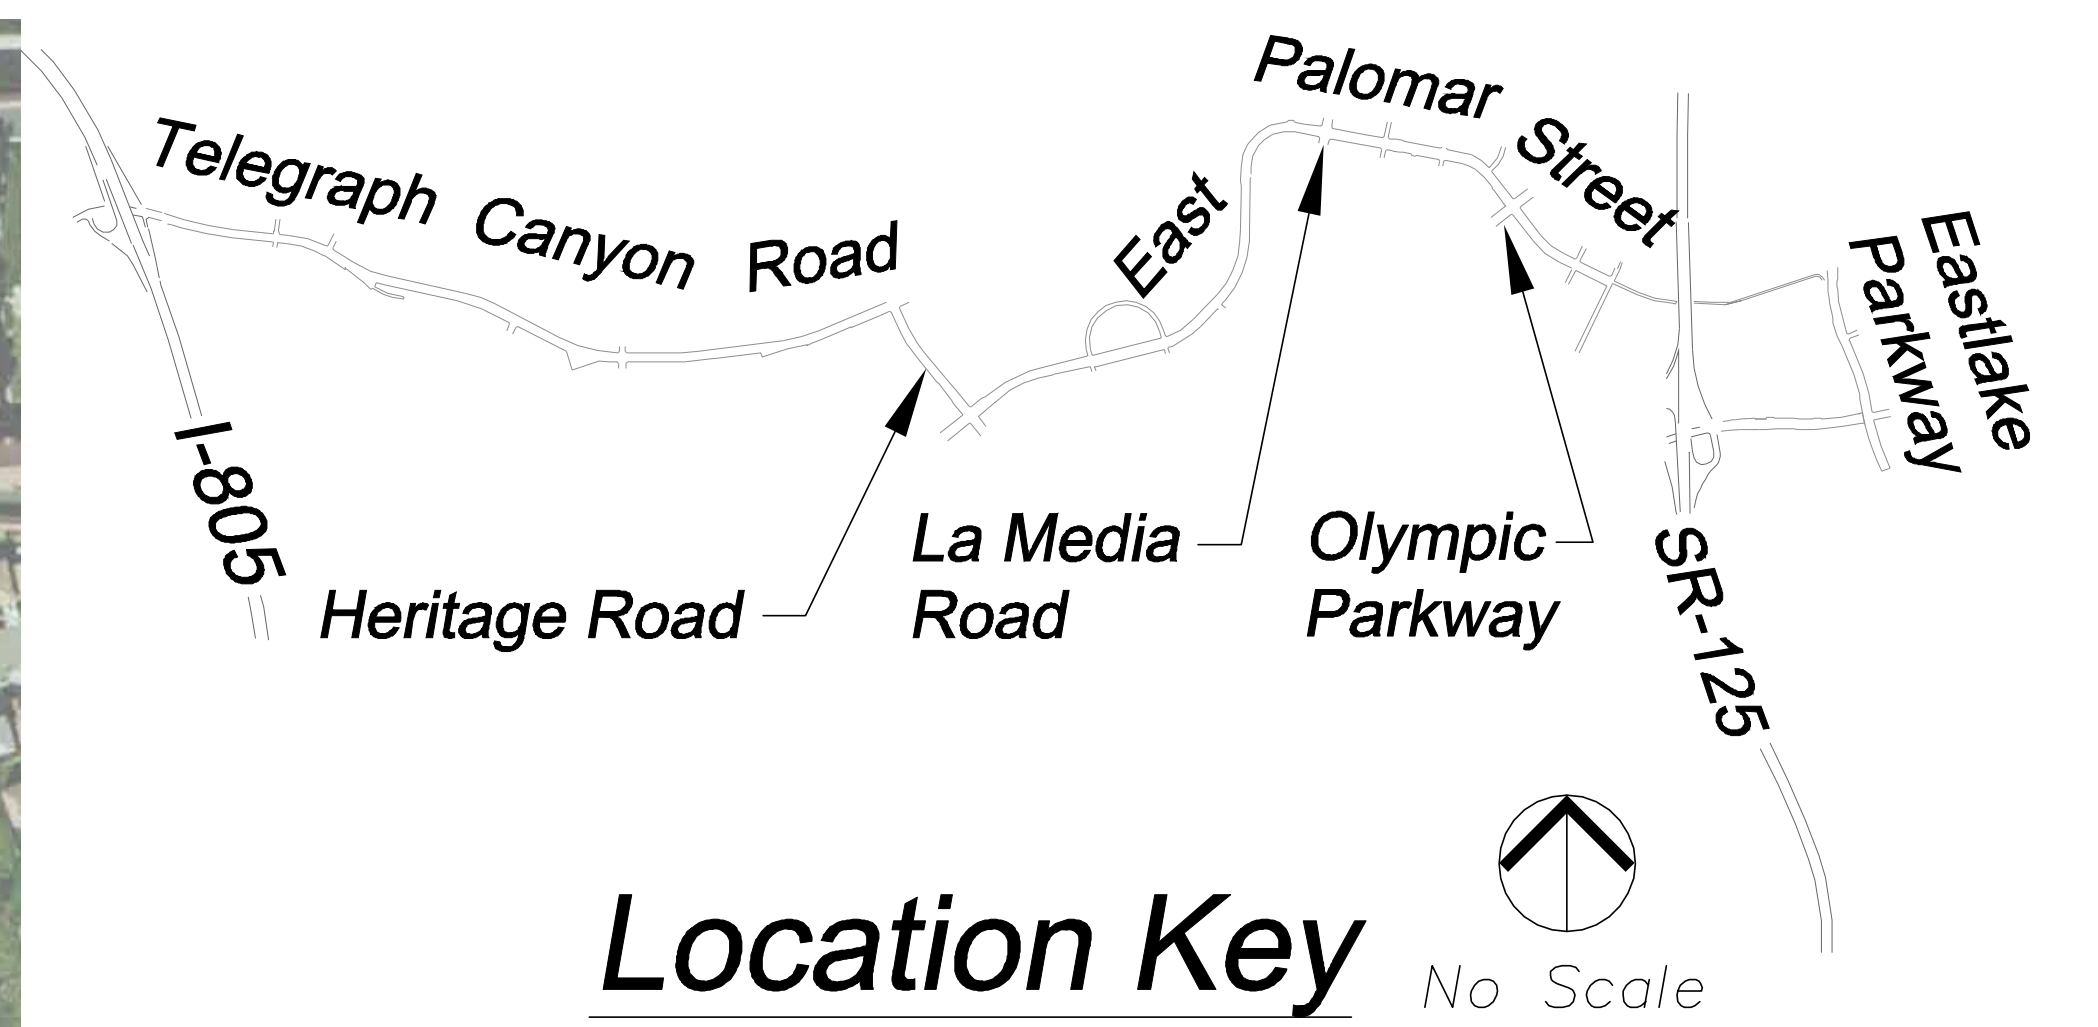 Telegraph Canyon Road
East Palomar Street
Eastlake
Parkway
I-805
Heritage Road
La Media
Road
Olympic
Parkway
SR-125
Location Key
No Scale